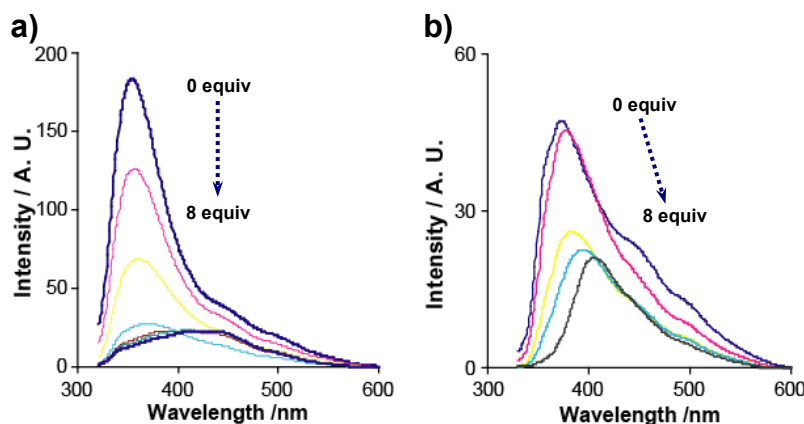 a)
200
150
100
50
0
300 400 500 600
Intensity / A. U.
Wavelength /nm
0 equiv
8 equiv
b)
60
30
0
300 400 500 600
Intensity / A. U.
Wavelength /nm
0 equiv
8 equiv